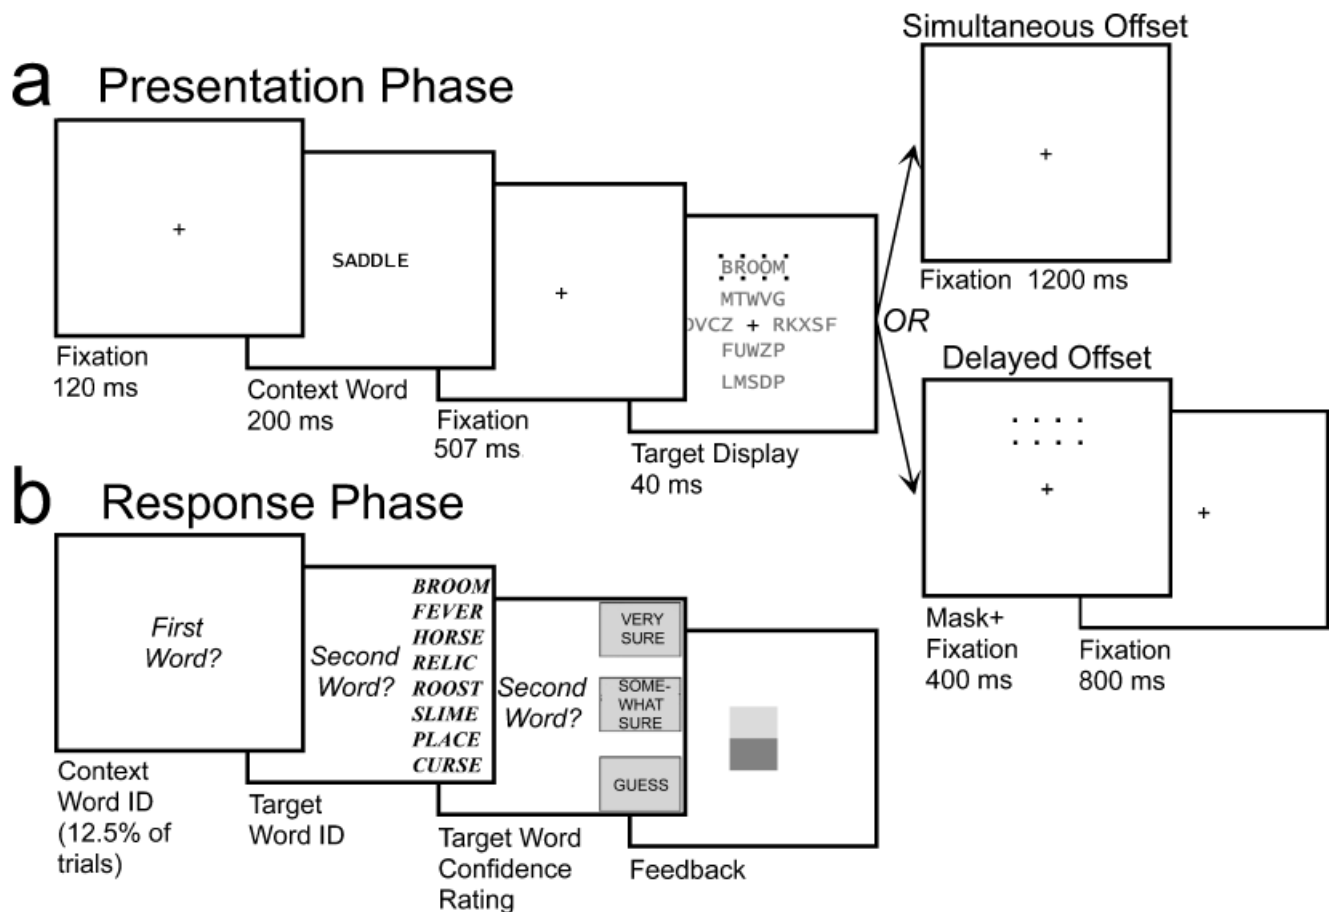 a Presentation Phase
+
Fixation
120 ms
SADDLE
Context Word
200 ms
+
Fixation
507 ms
BROOM
MTWVG
OVCZ + RKXSF
FUWZP
LMSDP
Target Display
40 ms
OR
Simultaneous Offset
+
Fixation 1200 ms
Delayed Offset
+
Mask+
Fixation
400 ms
+
Fixation
800 ms
b Response Phase
First
Word?
Context
Word ID
(12.5% of
trials)
Second
Word?
BROOM
FEVER
HORSE
RELIC
ROOST
SLIME
PLACE
CURSE
Target
Word ID
Second
Word?
VERY
SURE
SOME-
WHAT
SURE
GUESS
Target Word
Confidence
Rating
Feedback